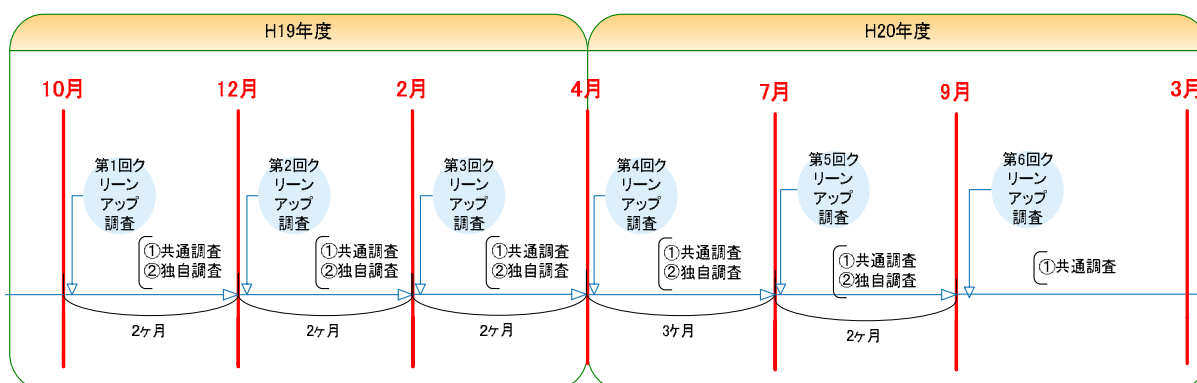 H19年度
H20年度
10月
12月
2月
4月
7月
9月
3月
第1回ク
リーン
アップ
調査
第2回ク
リーン
アップ
調査
第3回ク
リーン
アップ
調査
第4回ク
リーン
アップ
調査
第5回ク
リーン
アップ
調査
第6回ク
リーン
アップ
調査
①共通調査
②独自調査
①共通調査
②独自調査
①共通調査
②独自調査
①共通調査
②独自調査
①共通調査
②独自調査
①共通調査
2ヶ月
2ヶ月
2ヶ月
3ヶ月
2ヶ月